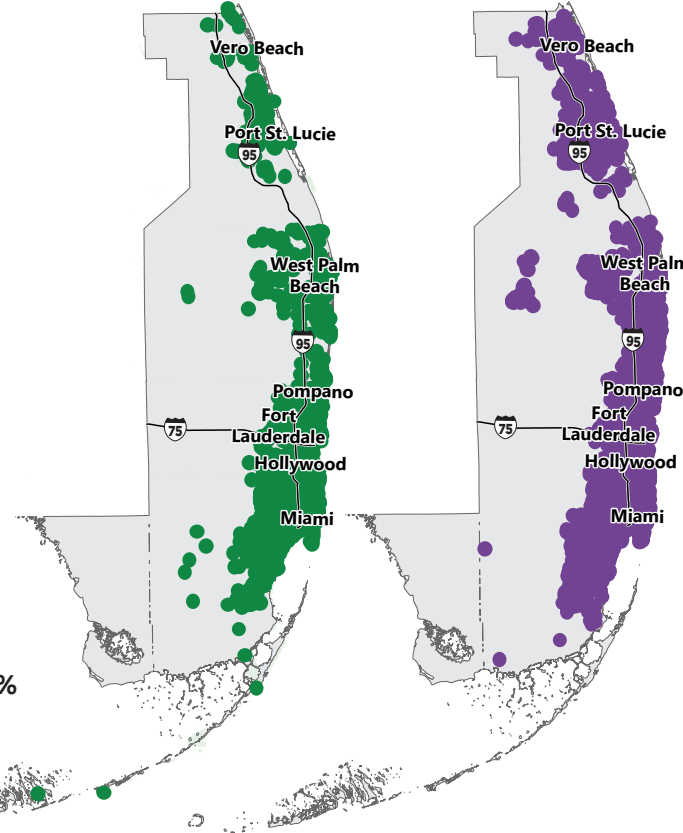 Vero Beach
Port St. Lucie
95
West Palm
Beach
95
Pompano
Fort
Lauderdale
75
Hollywood
Miami
%
Vero Beach
Port St. Lucie
95
West Palm
Beach
95
Pompano
Fort
Lauderdale
75
Hollywood
Miami